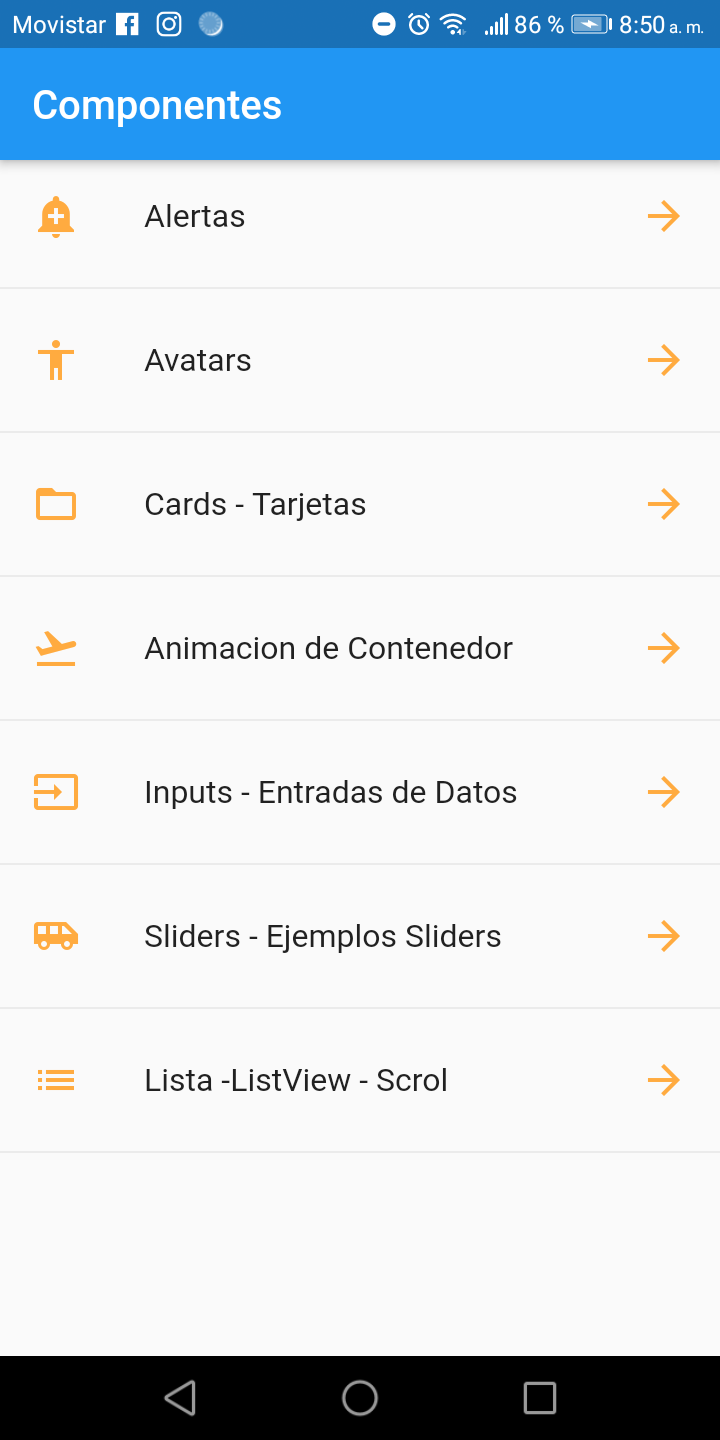 Movistar 86 % 8:50 a. m.
Componentes
Alertas
Avatars
Cards - Tarjetas
Animacion de Contenedor
Inputs - Entradas de Datos
Sliders - Ejemplos Sliders
Lista -ListView - Scrol